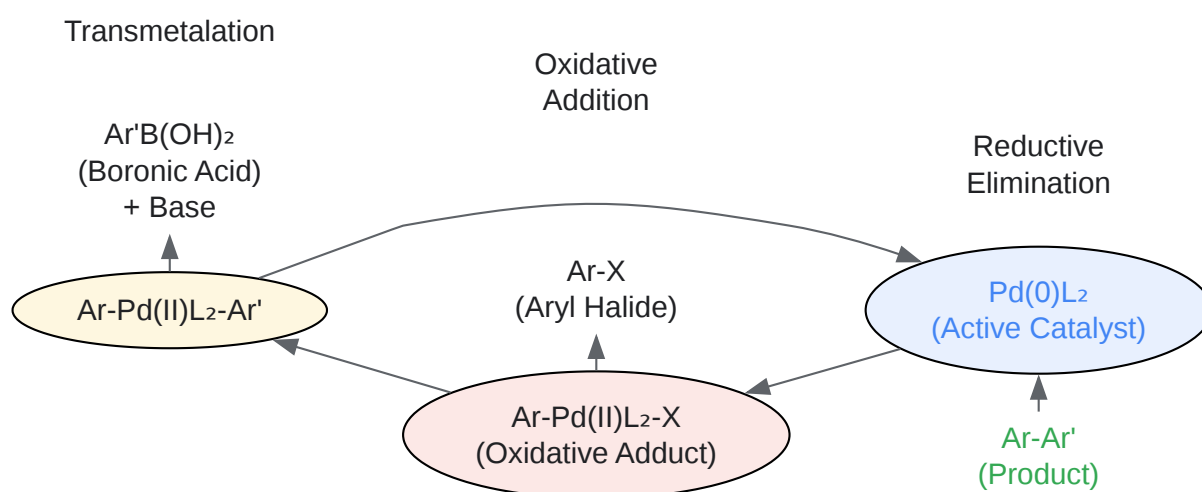 Transmetalation
Oxidative
Addition
Ar'B(OH)₂
(Boronic Acid)
+ Base
Reductive
Elimination
Ar-X
(Aryl Halide)
Ar-Pd(II)L₂-Ar'
Pd(0)L₂
(Active Catalyst)
Ar-Pd(II)L₂-X
(Oxidative Adduct)
Ar-Ar'
(Product)